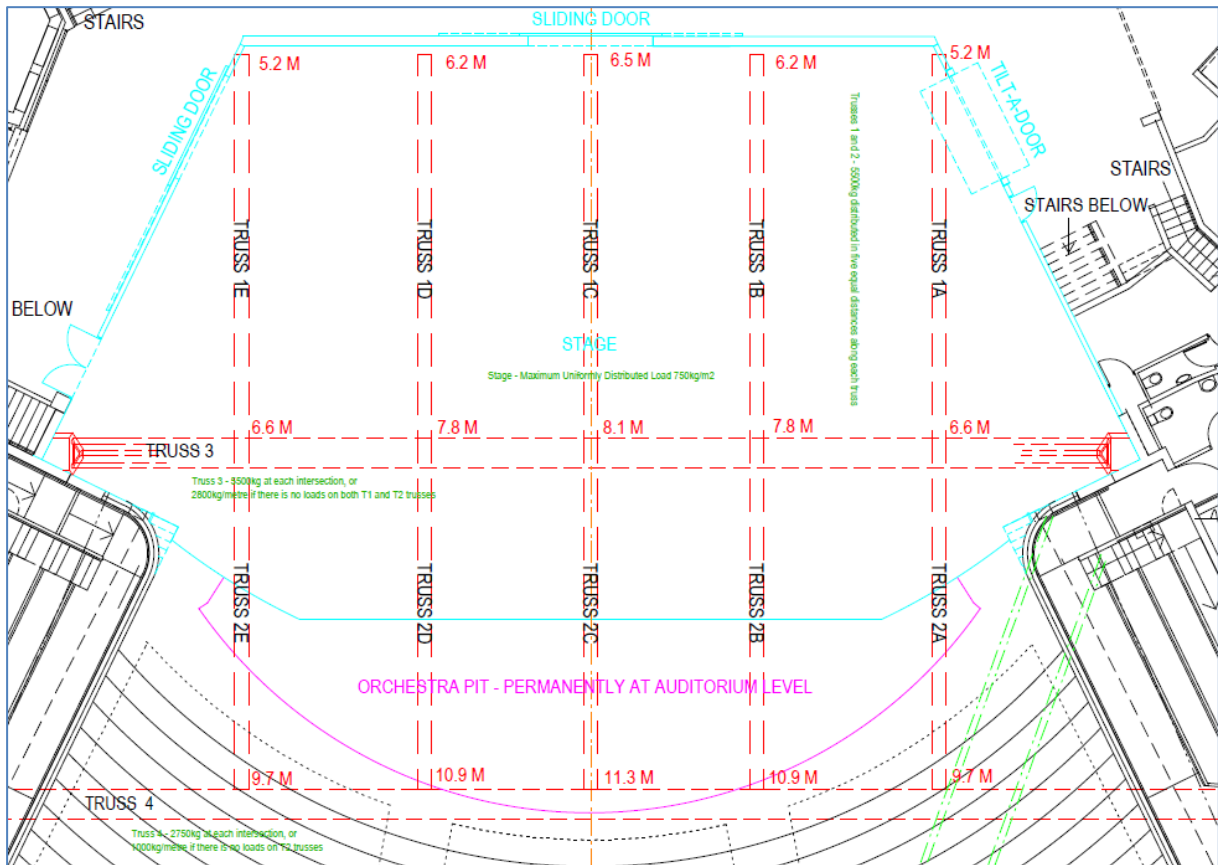 STAIRS
SLIDING DOOR
5.2 M
6.2 M
6.5 M
6.2 M
5.2 M
SLIDING DOOR
TILT-A-DOOR
Trusses 1 and 2 - 5500kg distributed in five equal distances along each truss
STAIRS
STAIRS BELOW
TRUSS 1E
TRUSS 1D
TRUSS 1C
TRUSS 1B
TRUSS 1A
BELOW
STAGE
Stage - Maximum Uniformly Distributed Load 750kg/m2
6.6 M
7.8 M
8.1 M
7.8 M
6.6 M
TRUSS 3
Truss 3 - 5500kg at each intersection, or
2800kg/metre if there is no loads on both T1 and T2 trusses
TRUSS 2E
TRUSS 2D
TRUSS 2C
TRUSS 2B
TRUSS 2A
ORCHESTRA PIT - PERMANENTLY AT AUDITORIUM LEVEL
9.7 M
10.9 M
11.3 M
10.9 M
9.7 M
TRUSS 4
Truss 4 - 2750kg at each intersection, or
1000kg/metre if there is no loads on T2 trusses